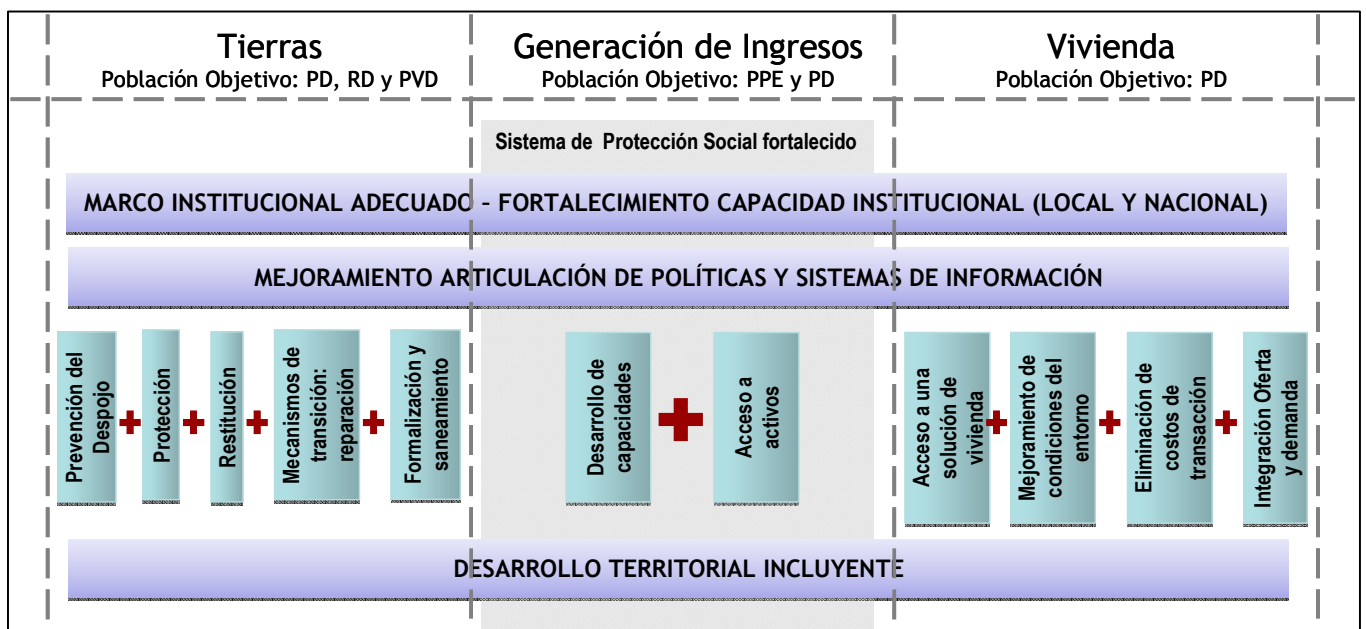 Tierras
Población Objetivo: PD, RD y PVD
Generación de Ingresos
Población Objetivo: PPE y PD
Vivienda
Población Objetivo: PD
Sistema de Protección Social fortalecido
MARCO INSTITUCIONAL ADECUADO – FORTALECIMIENTO CAPACIDAD INSTITUCIONAL (LOCAL Y NACIONAL)
MEJORAMIENTO ARTICULACIÓN DE POLÍTICAS Y SISTEMAS DE INFORMACIÓN
Prevención del
Despojo
Protección
Restitución
Mecanismos de
transición:
reparación
Formalización y
saneamiento
Desarrollo de
capacidades
Acceso a
activos
Acceso a una
solución de
vivienda
Mejoramiento de
condiciones del
entorno
Eliminación de
costos de
transacción
Integración Oferta
y demanda
DESARROLLO TERRITORIAL INCLUYENTE